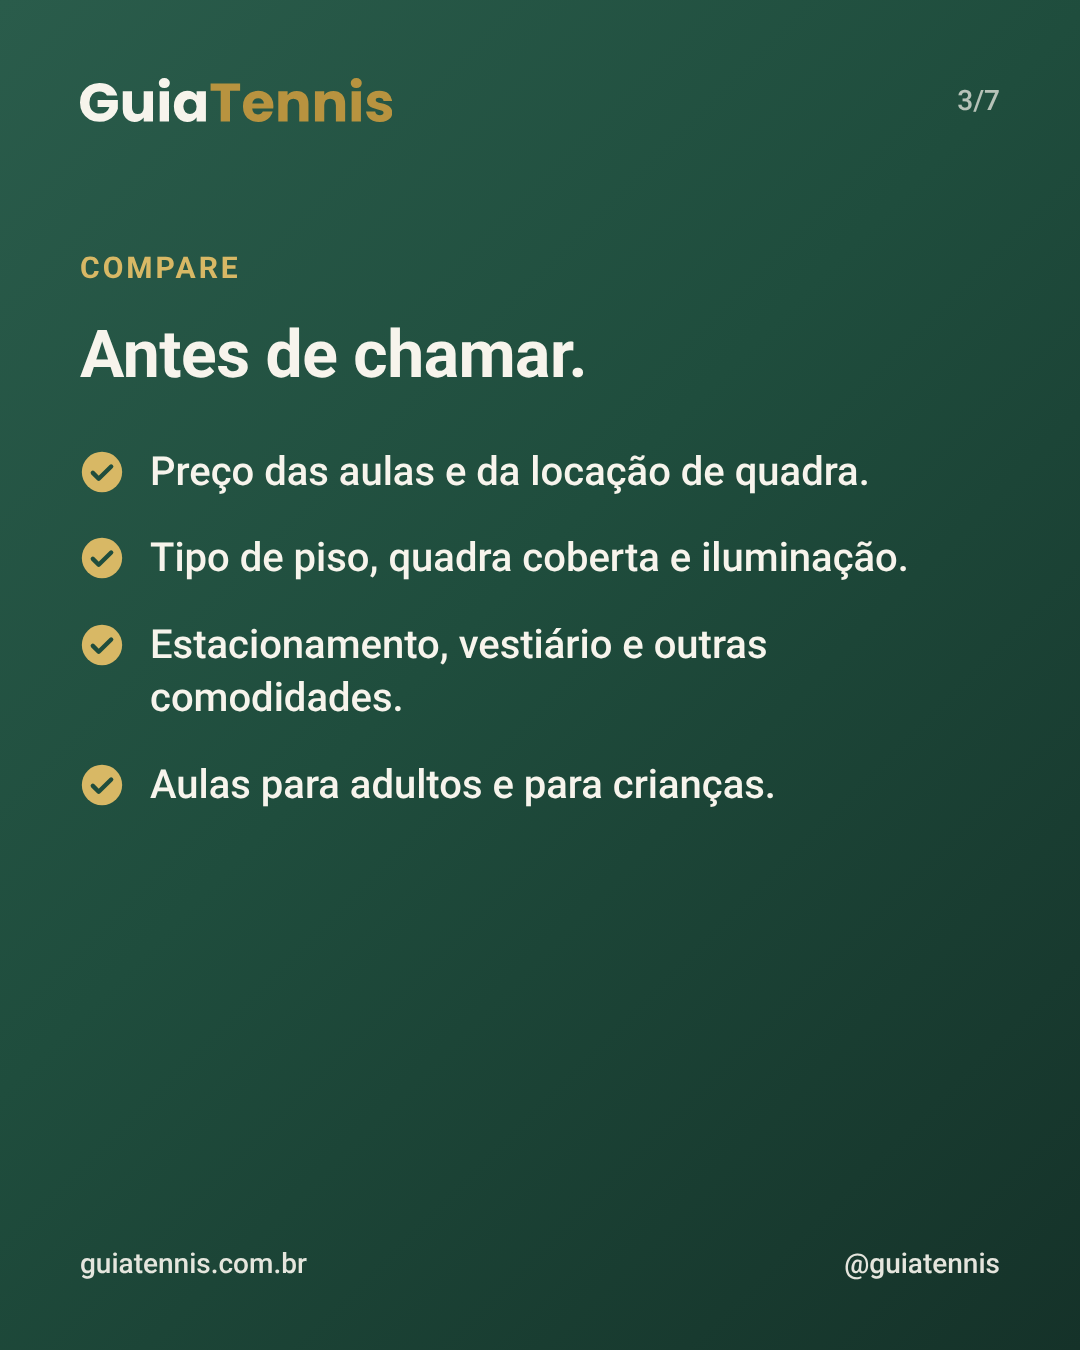 GuiaTennis
3/7
COMPARE
Antes de chamar.
Preço das aulas e da locação de quadra.
Tipo de piso, quadra coberta e iluminação.
Estacionamento, vestiário e outras
comodidades.
Aulas para adultos e para crianças.
guiatennis.com.br
@guiatennis